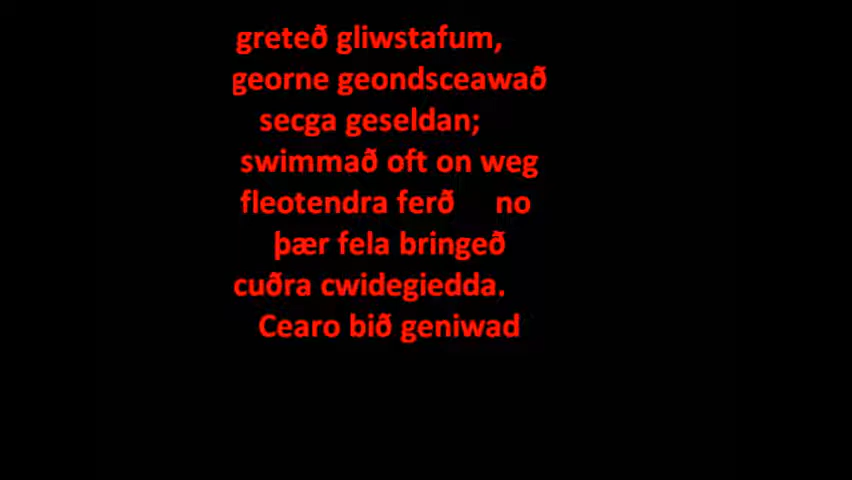 greteð gliwstafum,
georne geondsceawað
secga geseldan;
swimmað oft on weg
fleotendra ferð no
þær fela bringeð
cuðra cwidegiedda.
Cearo bið geniwad